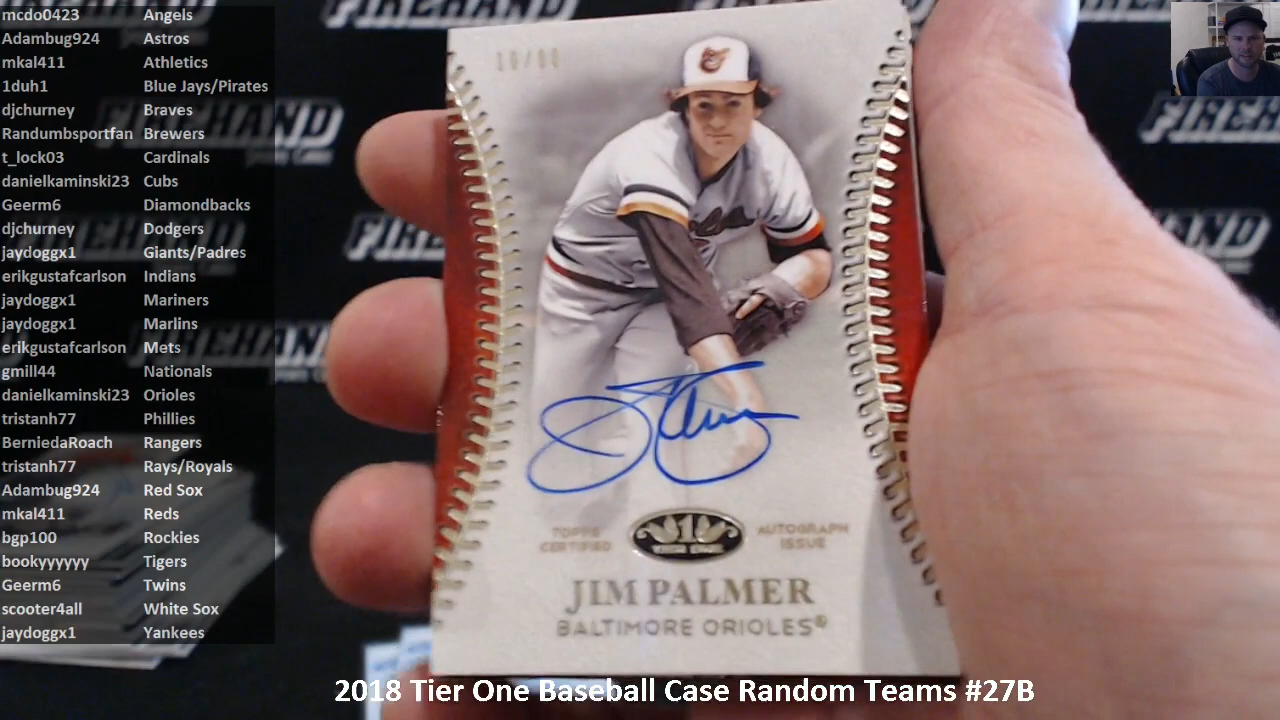 mcdo0423 Angels
Adambug924 Astros
mkal411 Athletics
1duh1 Blue Jays/Pirates
djchurney Braves
Randumbsportfan Brewers
t_lock03 Cardinals
danielkaminski23 Cubs
Geerm6 Diamondbacks
djchurney Dodgers
jaydoggx1 Giants/Padres
erikgustafcarlson Indians
jaydoggx1 Mariners
jaydoggx1 Marlins
erikgustafcarlson Mets
gmill44 Nationals
danielkaminski23 Orioles
tristanh77 Phillies
BerniedaRoach Rangers
tristanh77 Rays/Royals
Adambug924 Red Sox
mkal411 Reds
bgp100 Rockies
bookyyyyyy Tigers
Geerm6 Twins
scooter4all White Sox
jaydoggx1 Yankees
FIREHAND
TOPPS CERTIFIED
1
TIER ONE
AUTOGRAPH ISSUE
JIM PALMER
BALTIMORE ORIOLES®
2018 Tier One Baseball Case Random Teams #27B